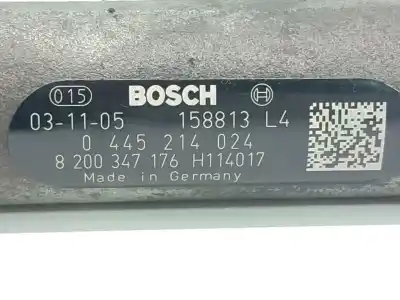 015 BOSCH
03-11-05 158813 L4
0 445 214 024
8 200 347 176 H114017
Made in Germany